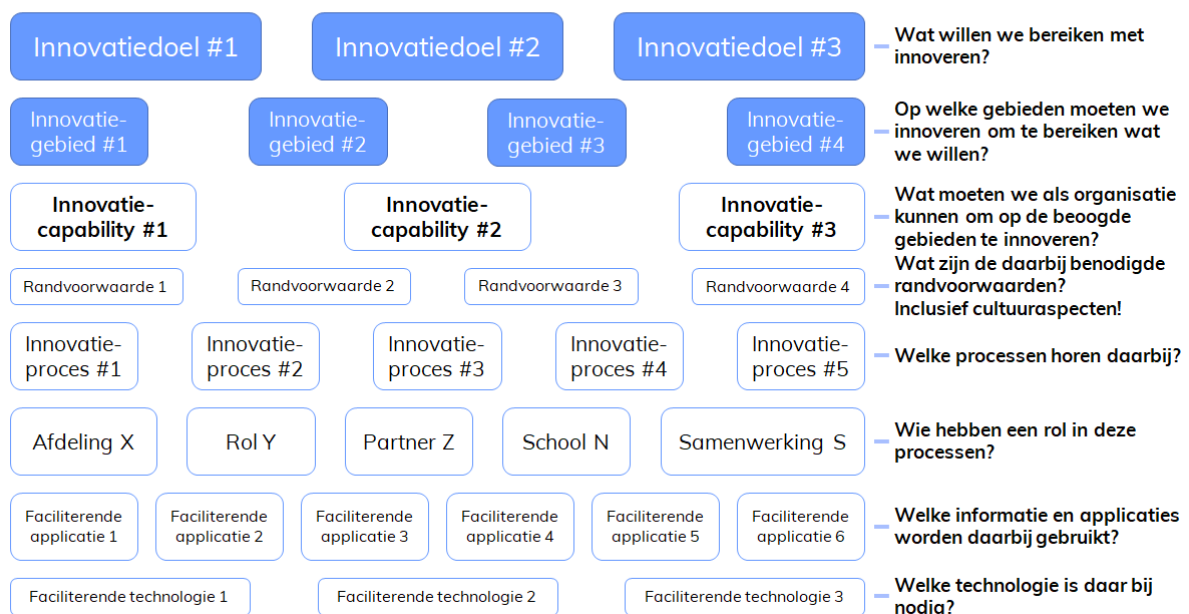 Innovatiedoel #1
Innovatiedoel #2
Innovatiedoel #3
Wat willen we bereiken met
innoveren?
Innovatie-
gebied #1
Innovatie-
gebied #2
Innovatie-
gebied #3
Innovatie-
gebied #4
Op welke gebieden moeten we
innoveren om te bereiken wat
we willen?
Innovatie-
capability #1
Innovatie-
capability #2
Innovatie-
capability #3
Wat moeten we als organisatie
kunnen om op de beoogde
gebieden te innoveren?
Randvoorwaarde 1
Randvoorwaarde 2
Randvoorwaarde 3
Randvoorwaarde 4
Wat zijn de daarbij benodigde
randvoorwaarden?
Inclusief cultuuraspecten!
Innovatie-
proces #1
Innovatie-
proces #2
Innovatie-
proces #3
Innovatie-
proces #4
Innovatie-
proces #5
Welke processen horen daarbij?
Afdeling X
Rol Y
Partner Z
School N
Samenwerking S
Wie hebben een rol in deze
processen?
Faciliterende
applicatie 1
Faciliterende
applicatie 2
Faciliterende
applicatie 3
Faciliterende
applicatie 4
Faciliterende
applicatie 5
Faciliterende
applicatie 6
Welke informatie en applicaties
worden daarbij gebruikt?
Faciliterende technologie 1
Faciliterende technologie 2
Faciliterende technologie 3
Welke technologie is daar bij
nodig?